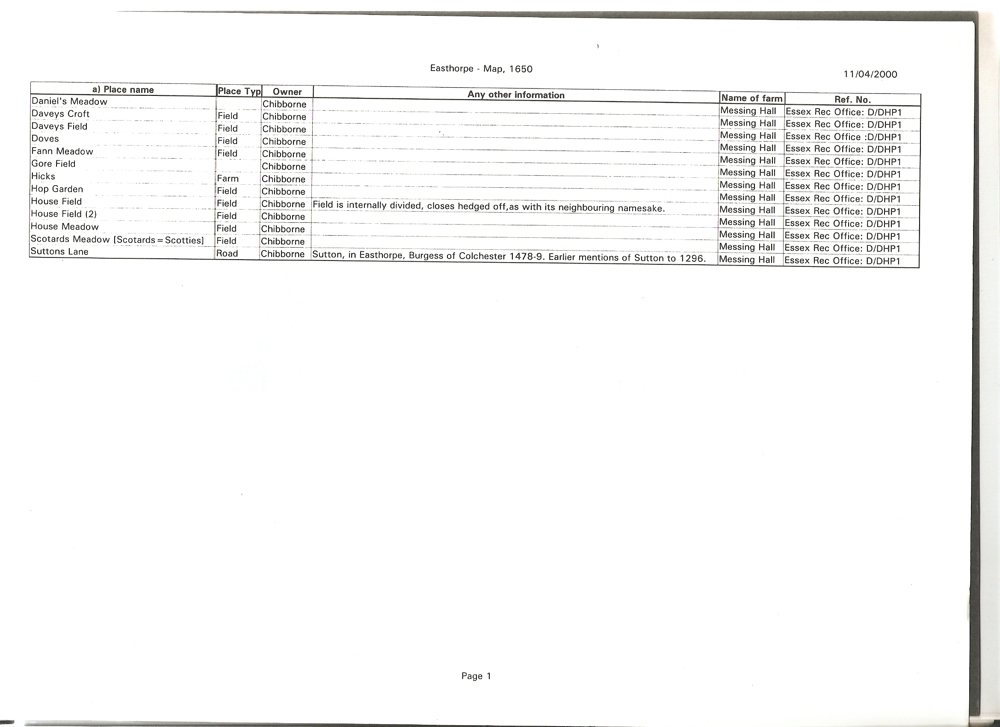 Easthorpe - Map, 1650
11/04/2000
a) Place name Place Typ Owner Any other information Name of farm Ref. No.
Daniel's Meadow Chibborne Messing Hall Essex Rec Office: D/DHP1
Daveys Croft Field Chibborne Messing Hall Essex Rec Office: D/DHP1
Daveys Field Field Chibborne Messing Hall Essex Rec Office :D/DHP1
Doves Field Chibborne Messing Hall Essex Rec Office: D/DHP1
Fann Meadow Field Chibborne Messing Hall Essex Rec Office: D/DHP1
Gore Field Chibborne Messing Hall Essex Rec Office: D/DHP1
Hicks Farm Chibborne Messing Hall Essex Rec Office: D/DHP1
Hop Garden Field Chibborne Messing Hall Essex Rec Office: D/DHP1
House Field Field Chibborne Field is internally divided, closes hedged off,as with its neighbouring namesake. Messing Hall Essex Rec Office: D/DHP1
House Field (2) Field Chibborne Messing Hall Essex Rec Office: D/DHP1
House Meadow Field Chibborne Messing Hall Essex Rec Office: D/DHP1
Scotards Meadow [Scotards = Scotties] Field Chibborne Messing Hall Essex Rec Office: D/DHP1
Suttons Lane Road Chibborne Sutton, in Easthorpe, Burgess of Colchester 1478-9. Earlier mentions of Sutton to 1296. Messing Hall Essex Rec Office: D/DHP1
Page 1